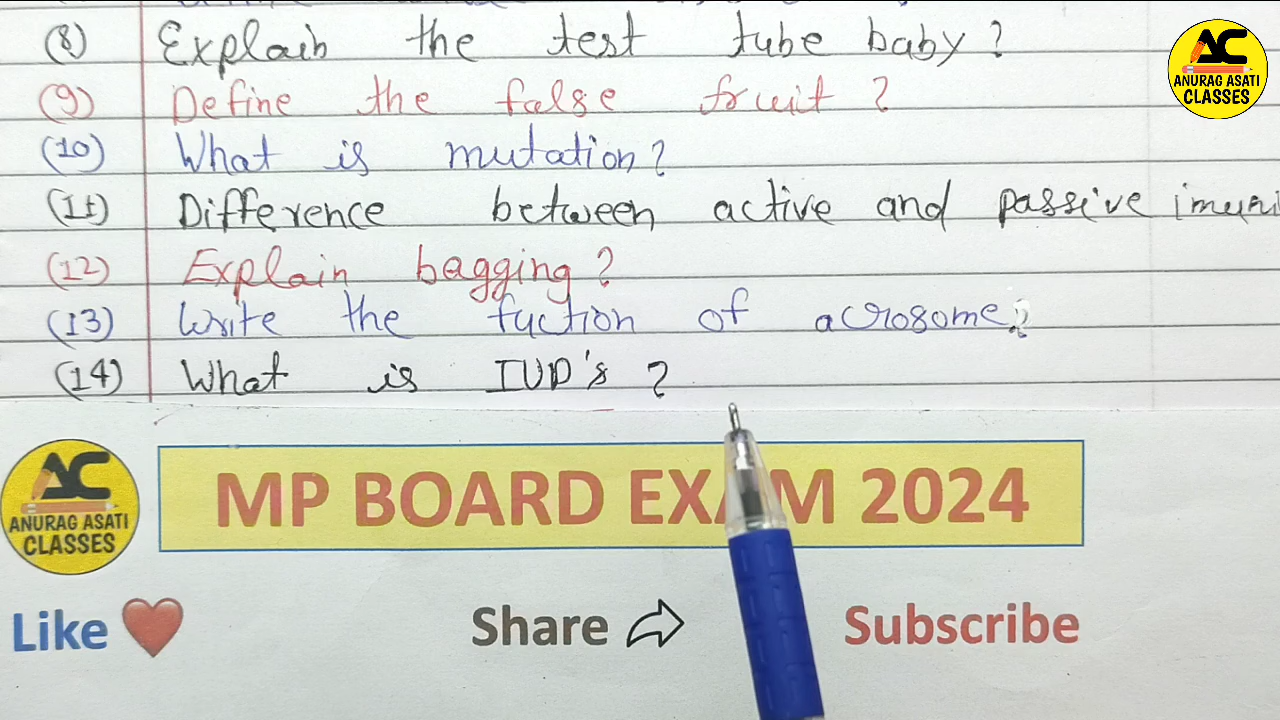 (8) Explain the test tube baby?
AC
ANURAG ASATI
CLASSES
(9) Define the false fruit?
(10) What is mutation?
(11) Difference between active and passive
(12) Explain bagging?
(13) Write the fuction of acrosome?
(14) What is IUD's?
AC
ANURAG ASATI
CLASSES
MP BOARD EXAM 2024
Like Share Subscribe